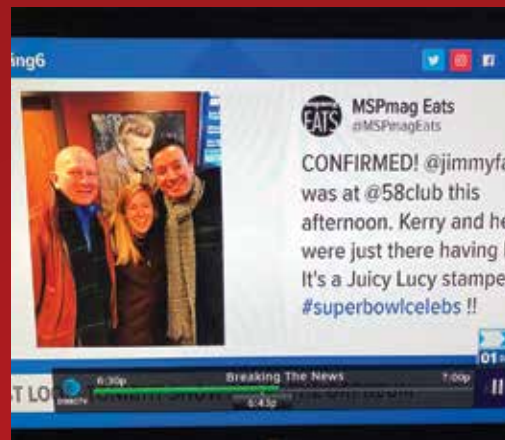 ing6
MSPmag Eats
@MSPmagEats
EATS
CONFIRMED! @jimmyfa
was at @58club this
afternoon. Kerry and he
were just there having
It's a Juicy Lucy stampe
#superbowlcelebs !!
01
6:30p
Breaking The News
7:00p
6:43p
DIRECTV